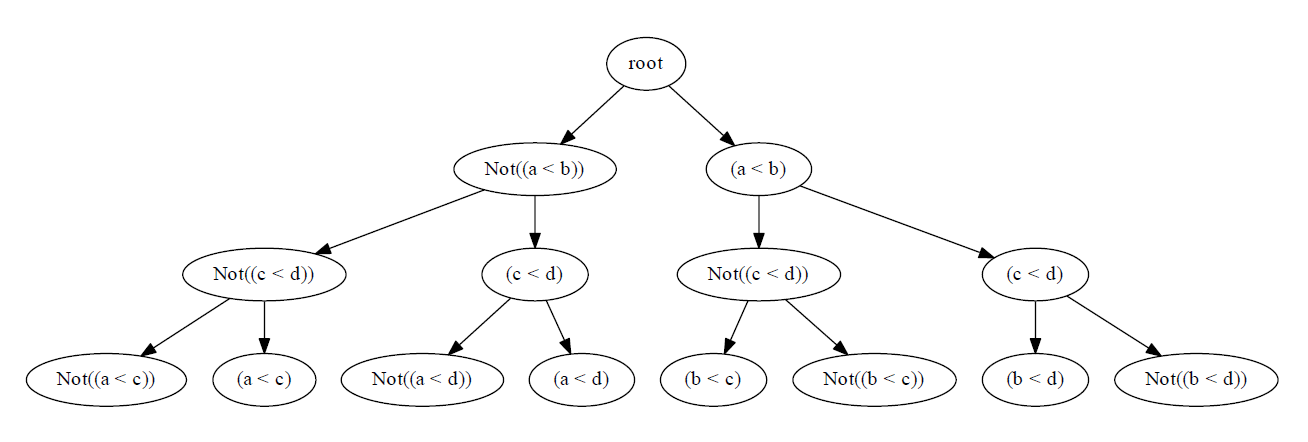 root
Not((a < b))
(a < b)
Not((c < d))
(c < d)
Not((c < d))
(c < d)
Not((a < c))
(a < c)
Not((a < d))
(a < d)
(b < c)
Not((b < c))
(b < d)
Not((b < d))